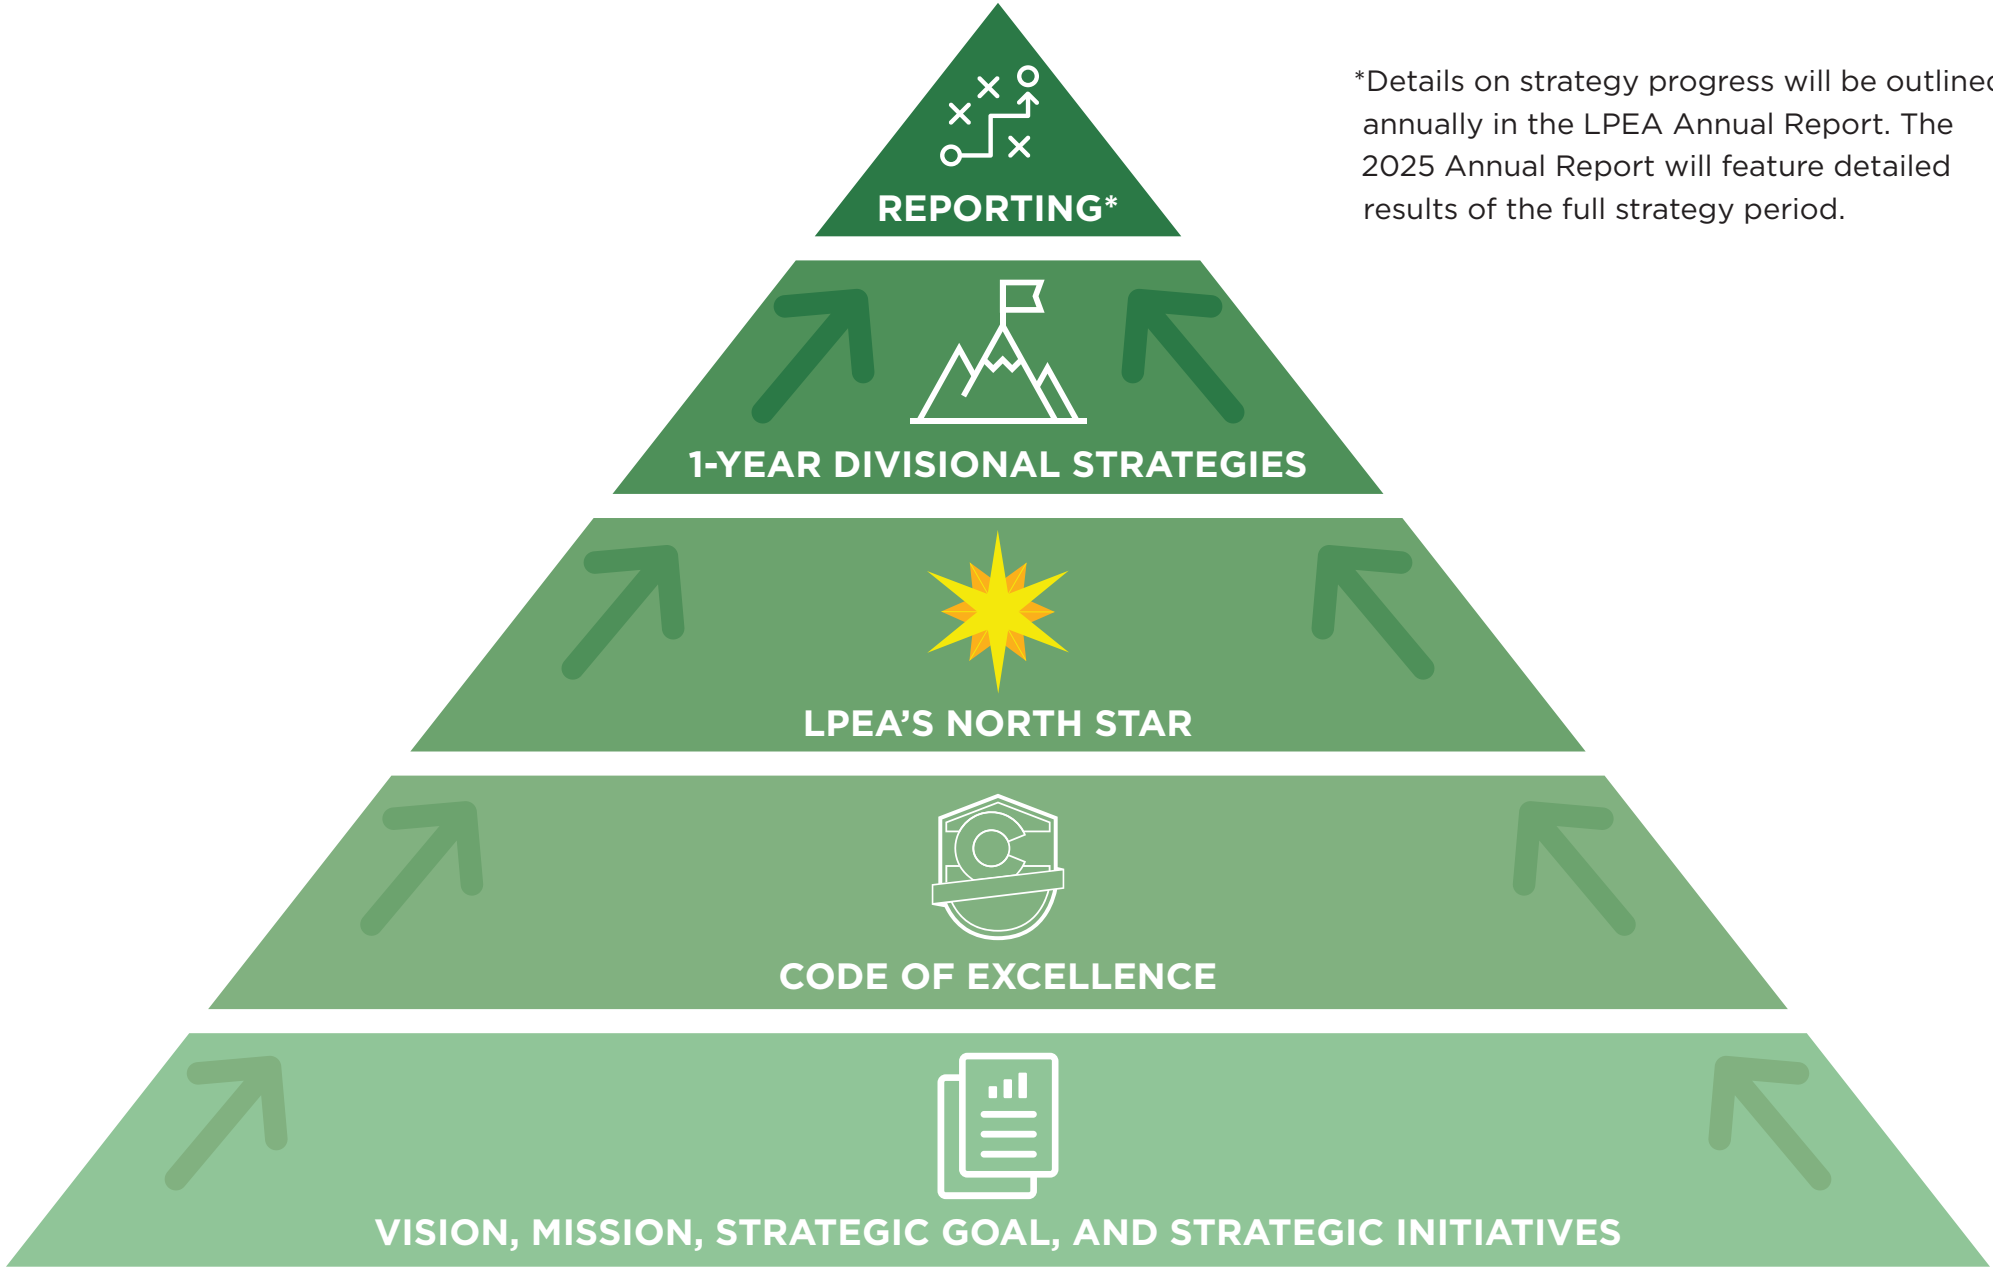 *Details on strategy progress will be outlined
annually in the LPEA Annual Report. The
2025 Annual Report will feature detailed
results of the full strategy period.
REPORTING*
1-YEAR DIVISIONAL STRATEGIES
LPEA’S NORTH STAR
CODE OF EXCELLENCE
VISION, MISSION, STRATEGIC GOAL, AND STRATEGIC INITIATIVES